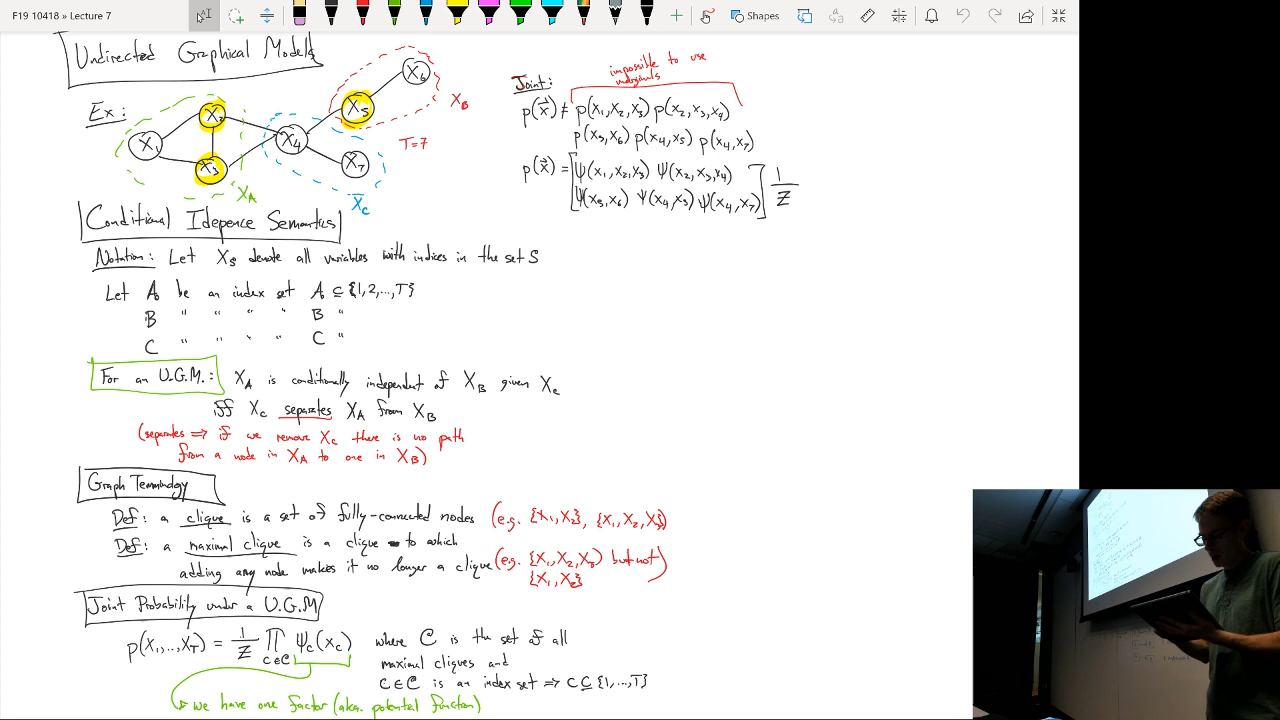 F19 10418 » Lecture 7
Shapes
Undirected Graphical Models
Ex:
X1
X2
X3
X4
X5
X6
X7
XA
XB
XC
T=7
Joint:
impossible to use
marginals
p(x⃗) ≠ p(x1,x2,x3) p(x2,x3,x4)
p(x5,x6) p(x4,x5) p(x4,x7)
p(x⃗) = [ψ(x1,x2,x3) ψ(x2,x3,x4)
ψ(x5,x6) ψ(x4,x5) ψ(x4,x7)] 1/Z
Conditional Idepence Semantics
Notation: Let XS denote all variables with indices in the set S
Let A be an index set A ⊆ {1,2,...,T}
B " " " " B "
C " " " " C "
For an U.G.M.: XA is conditionally independent of XB given XC
iff XC separates XA from XB
(separates ⇒ if we remove XC there is no path
from a node in XA to one in XB)
Graph Terminology
Def: a clique is a set of fully-connected nodes (e.g. {X1,X2}, {X1,X2,X3})
Def: a maximal clique is a clique to which
adding any node makes it no longer a clique (e.g. {X1,X2,X3} but not
{X1,X2})
Joint Probability under a U.G.M
p(X1,...,XT) = 1/Z ∏ c∈C ψc(xc) where C is the set of all
maximal cliques and
c∈C is an index set ⇒ C ⊆ {1,...,T}
we have one factor (aka. potential function)